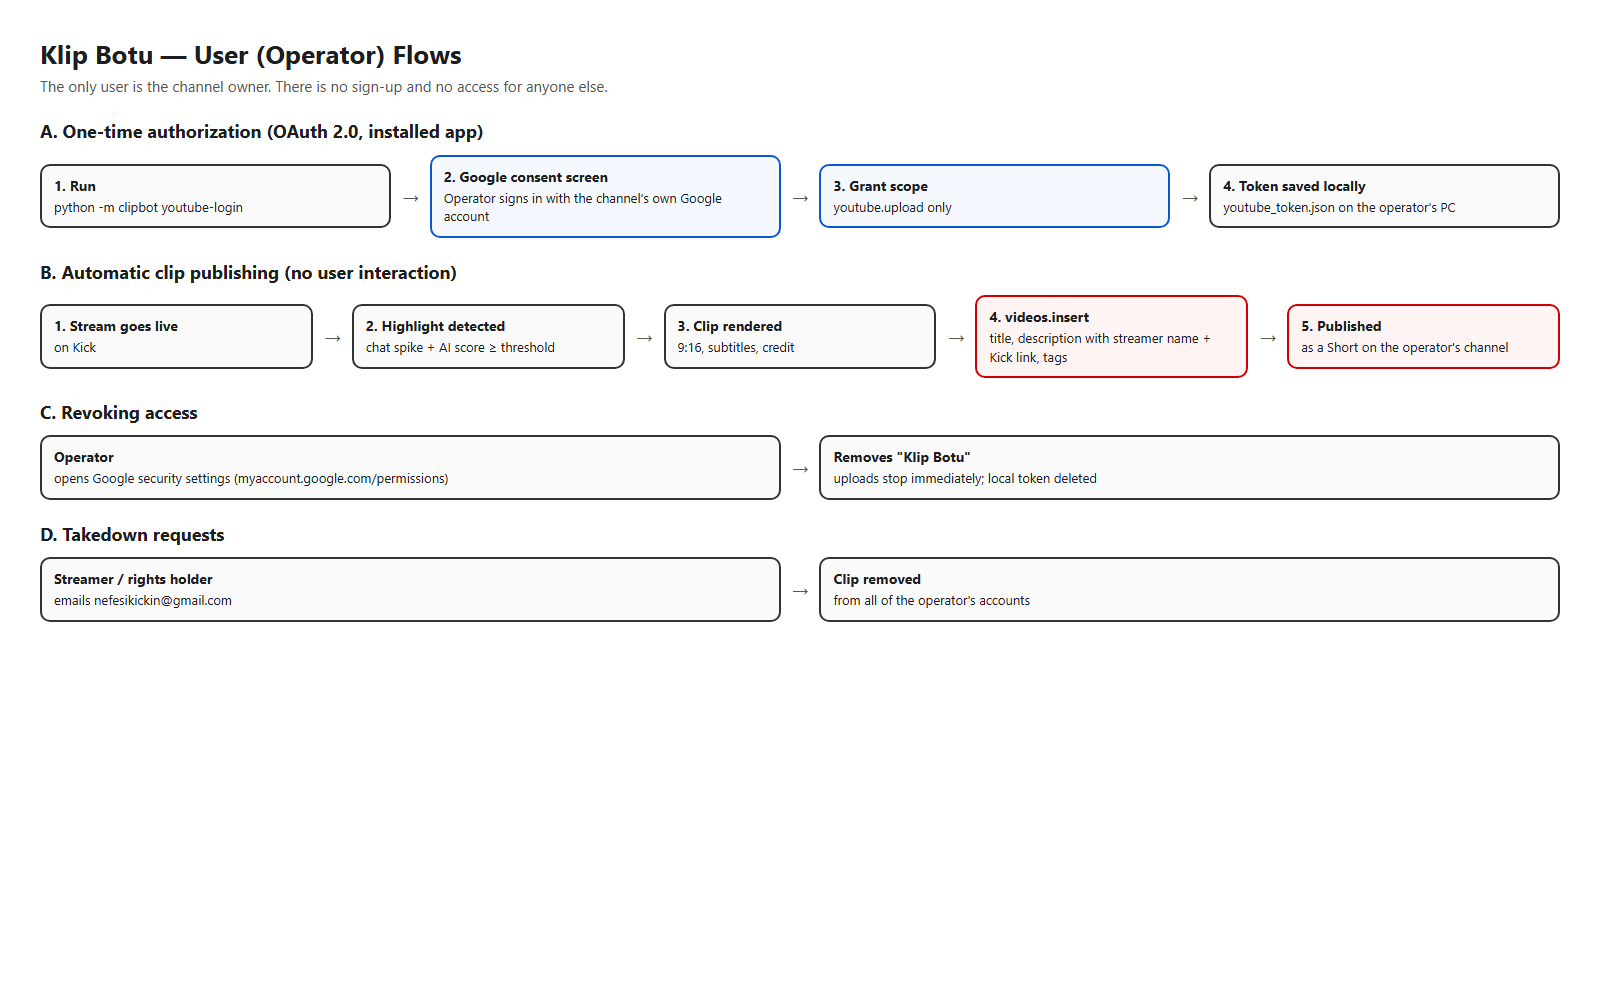 Klip Botu — User (Operator) Flows
The only user is the channel owner. There is no sign-up and no access for anyone else.
A. One-time authorization (OAuth 2.0, installed app)
1. Run
python -m clipbot youtube-login
→
2. Google consent screen
Operator signs in with the channel's own Google
account
→
3. Grant scope
youtube.upload only
→
4. Token saved locally
youtube_token.json on the operator's PC
B. Automatic clip publishing (no user interaction)
1. Stream goes live
on Kick
→
2. Highlight detected
chat spike + AI score ≥ threshold
→
3. Clip rendered
9:16, subtitles, credit
→
4. videos.insert
title, description with streamer name +
Kick link, tags
→
5. Published
as a Short on the operator's channel
C. Revoking access
Operator
opens Google security settings (myaccount.google.com/permissions)
→
Removes "Klip Botu"
uploads stop immediately; local token deleted
D. Takedown requests
Streamer / rights holder
emails nefesikickin@gmail.com
→
Clip removed
from all of the operator's accounts